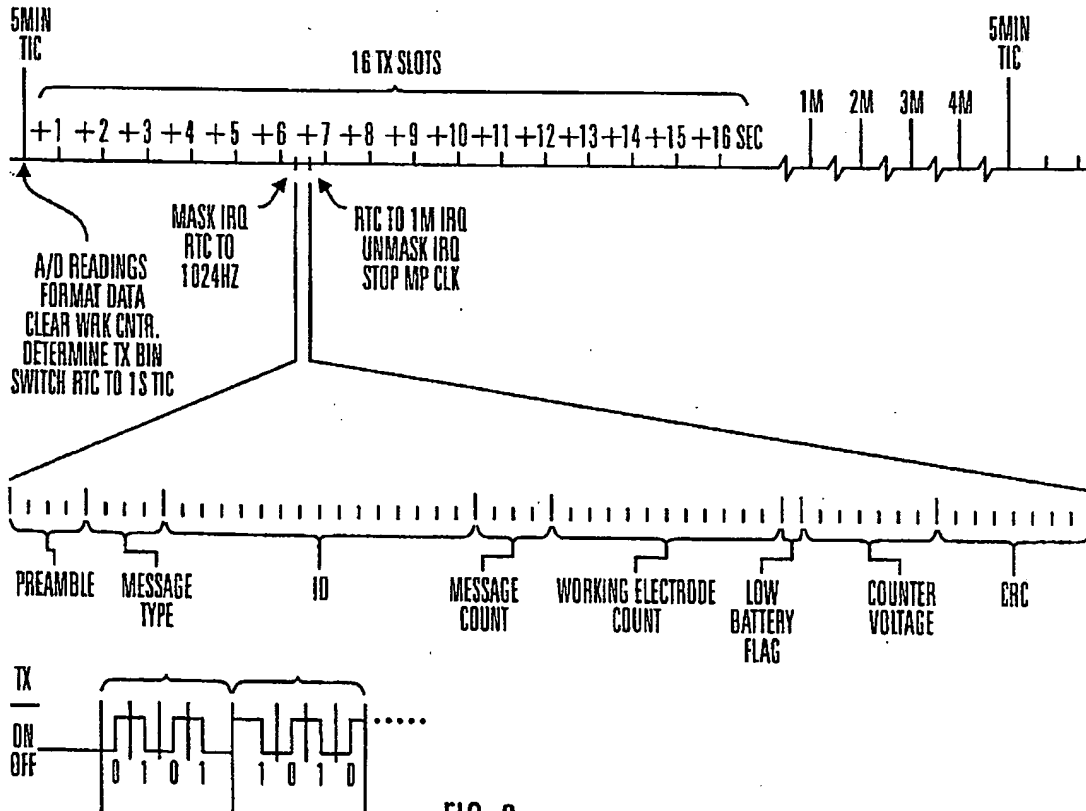 5MIN
TIC
16 TX SLOTS
5MIN
TIC
+1 +2 +3 +4 +5 +6 +7 +8 +9 +10 +11 +12 +13 +14 +15 +16 SEC
1M 2M 3M 4M
MASK IRQ
RTC TO
1024HZ
RTC TO 1M IRQ
UNMASK IRQ
STOP MP CLK
A/D READINGS
FORMAT DATA
CLEAR WRK CNTR.
DETERMINE TX BIN
SWITCH RTC TO 1S TIC
PREAMBLE
MESSAGE
TYPE
ID
MESSAGE
COUNT
WORKING ELECTRODE
COUNT
LOW
BATTERY
FLAG
COUNTER
VOLTAGE
CRC
TX
ON
OFF
0 1 0 1 1 0 1 0